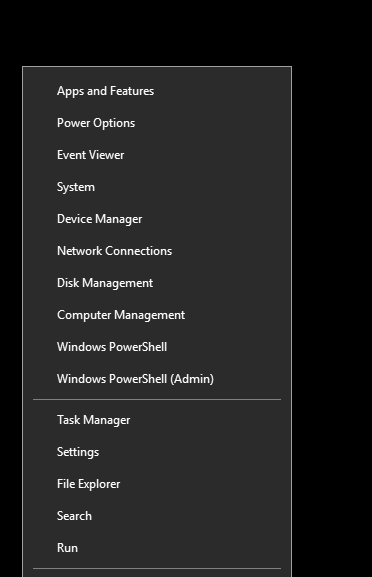 Apps and Features
Power Options
Event Viewer
System
Device Manager
Network Connections
Disk Management
Computer Management
Windows PowerShell
Windows PowerShell (Admin)
Task Manager
Settings
File Explorer
Search
Run